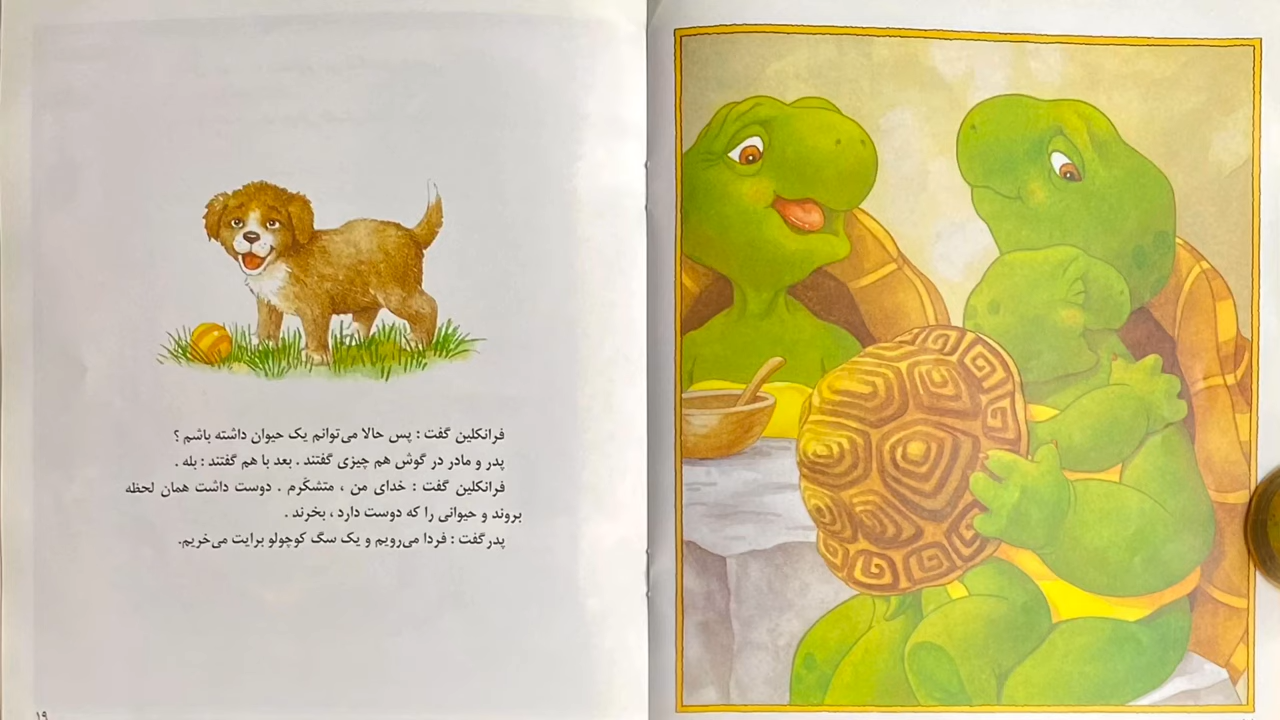 فرانکلین گفت : پس حالا می‌توانم یک حیوان داشته باشم ؟
پدر و مادر در گوش هم چیزی گفتند . بعد با هم گفتند : بله .
فرانکلین گفت : خدای من ، متشکّرم . دوست داشت همان لحظه
بروند و حیوانی را که دوست دارد ، بخرند .
پدر گفت : فردا می‌رویم و یک سگ کوچولو برایت می‌خریم.
۱۹